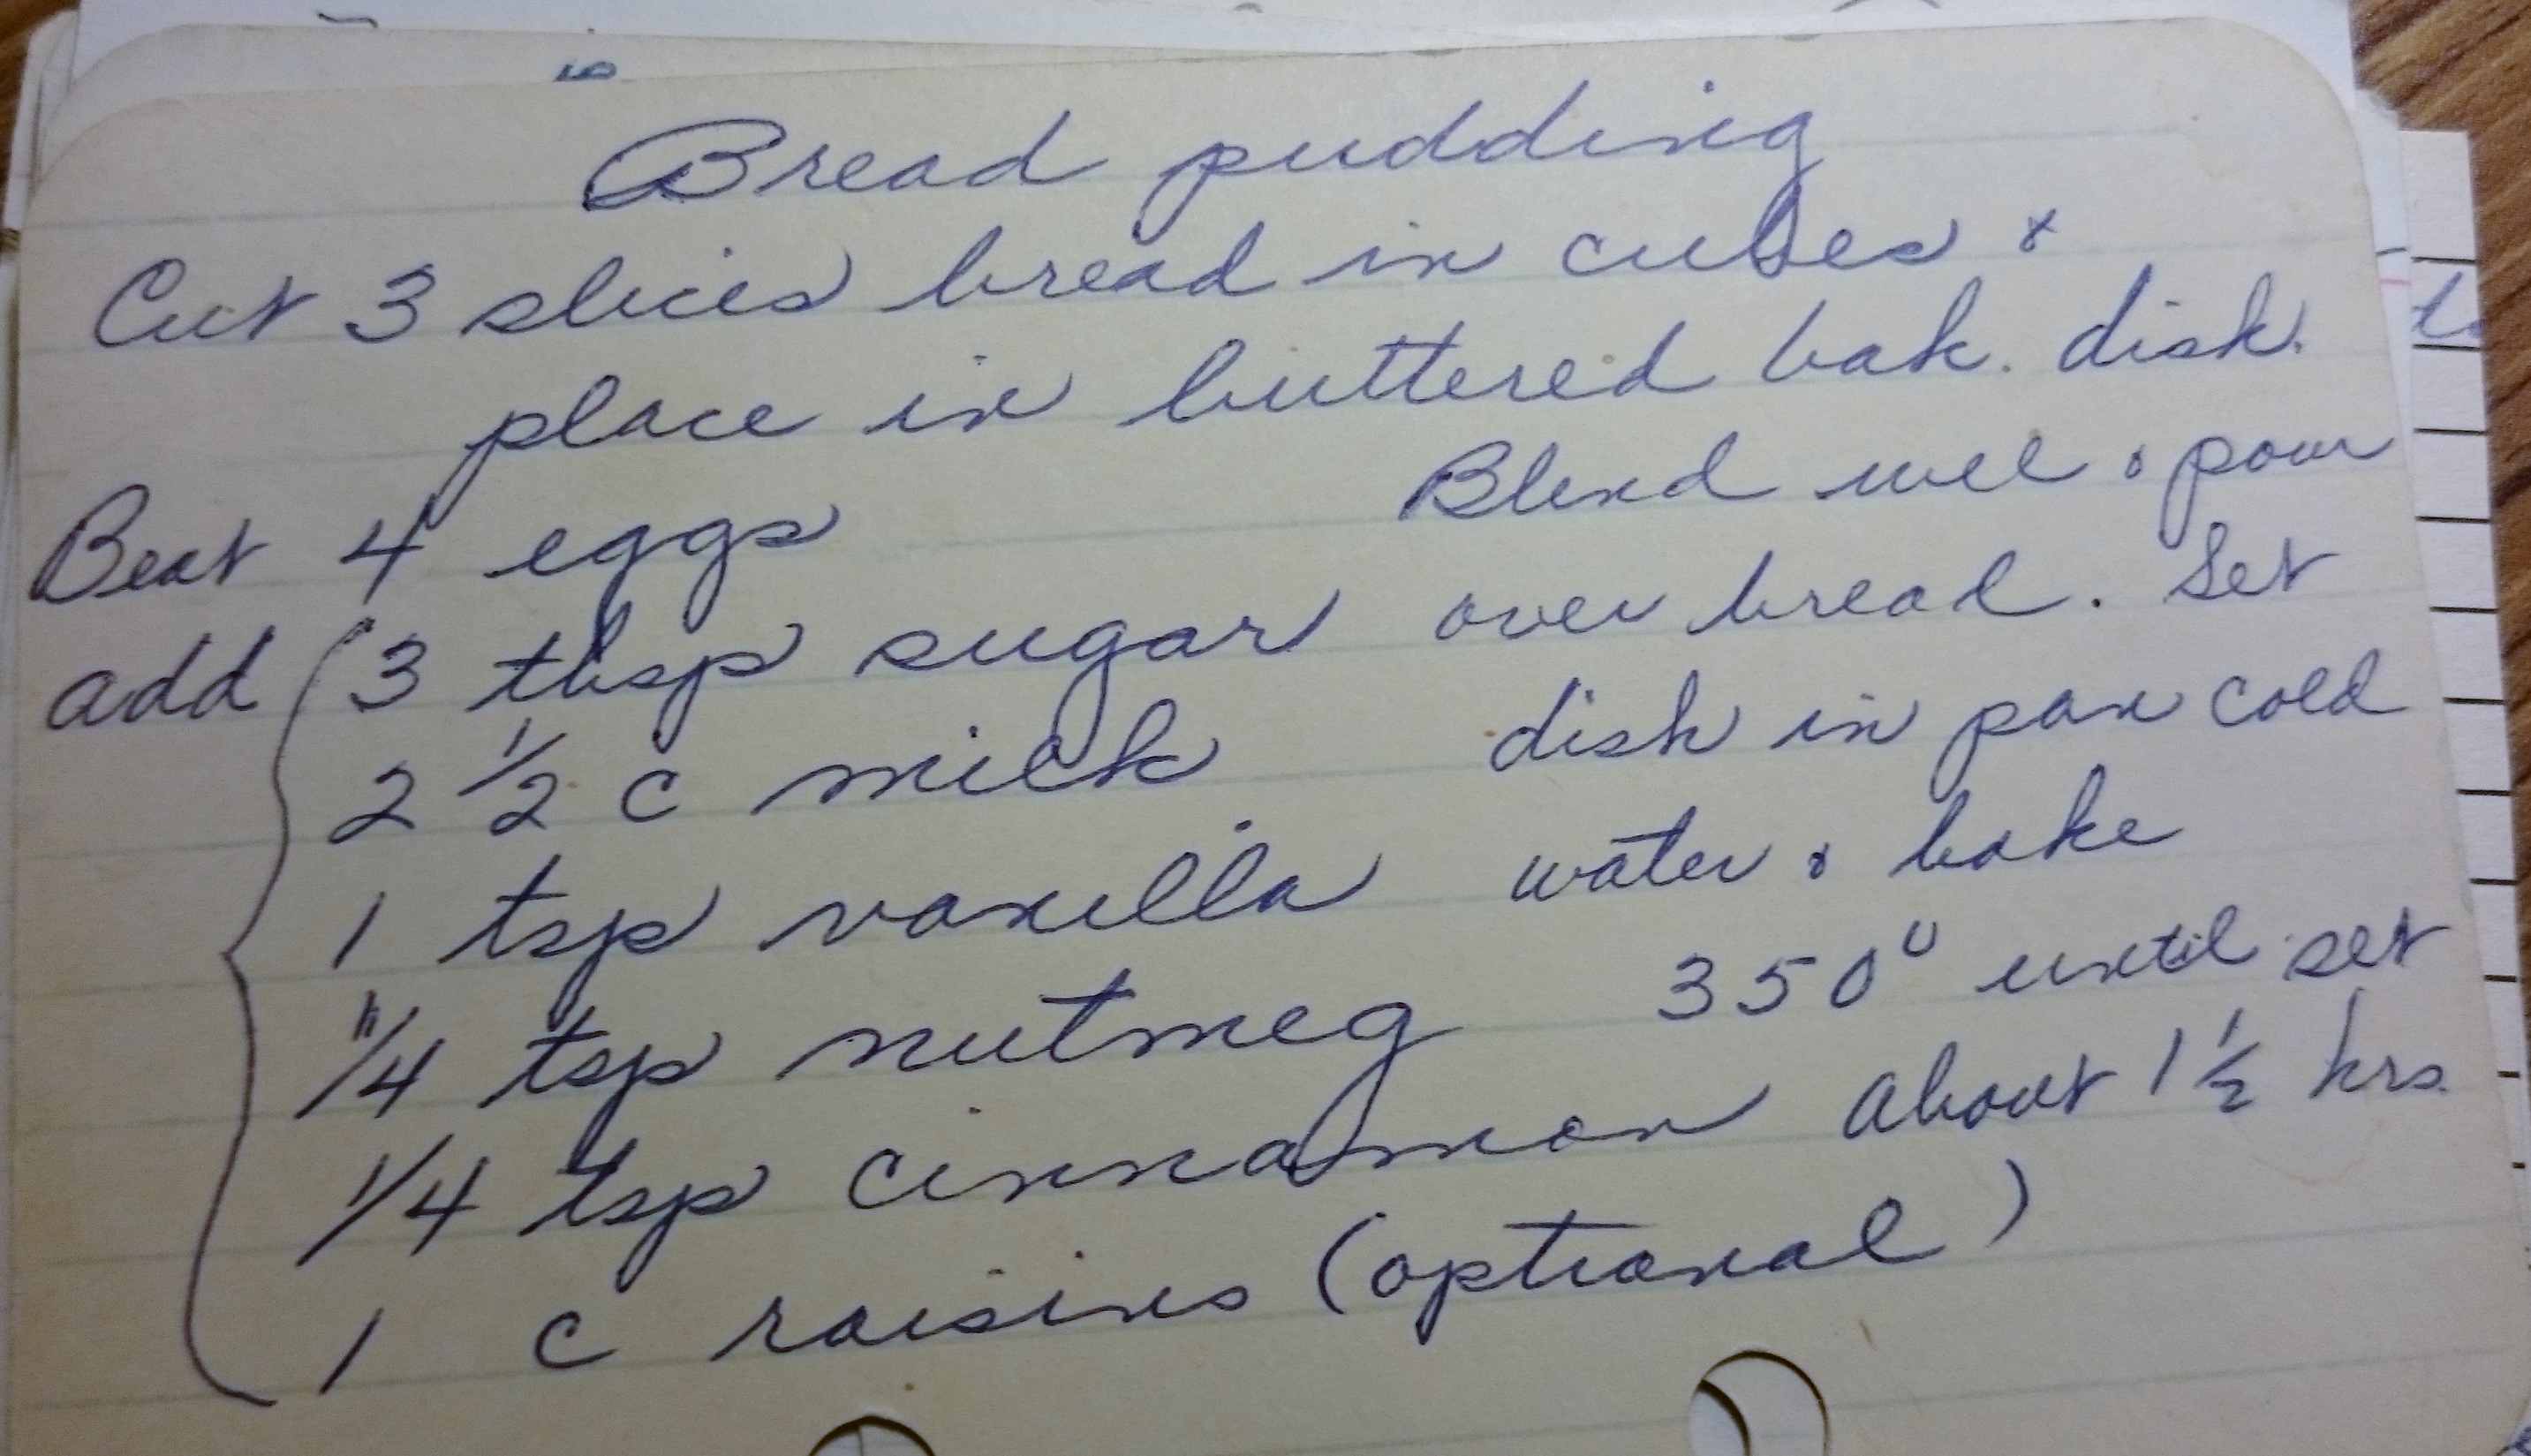 Bread pudding
Cut 3 slices bread in cubes &
place in buttered bak. dish.
Beat 4 eggs
add 3 tbsp sugar
2 1/2 c milk
1 tsp vanilla
1/4 tsp nutmeg
1/4 tsp cinnamon
1 c raisins (optional)
Blend well & pour
over bread. Set
dish in pan cold
water & bake
350° until set
about 1 1/2 hrs.